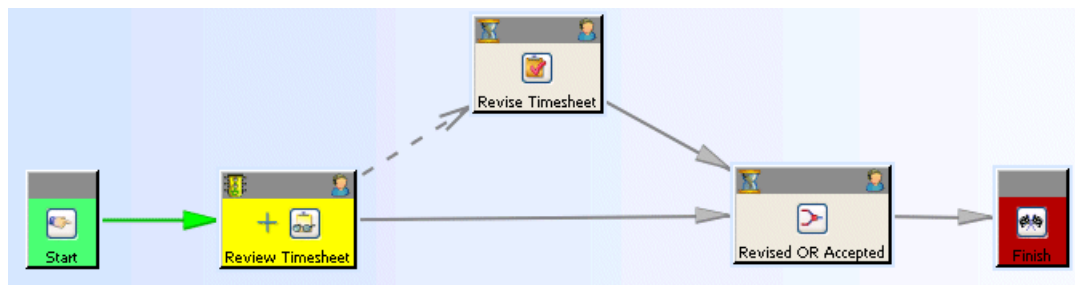 Revise Timesheet
Start
Review Timesheet
Revised OR Accepted
Finish